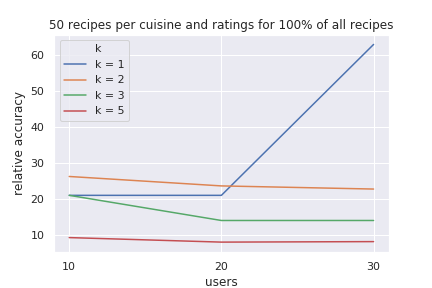 50 recipes per cuisine and ratings for 100% of all recipes
k
k = 1
k = 2
k = 3
k = 5
60
50
40
30
20
10
relative accuracy
10 20 30
users